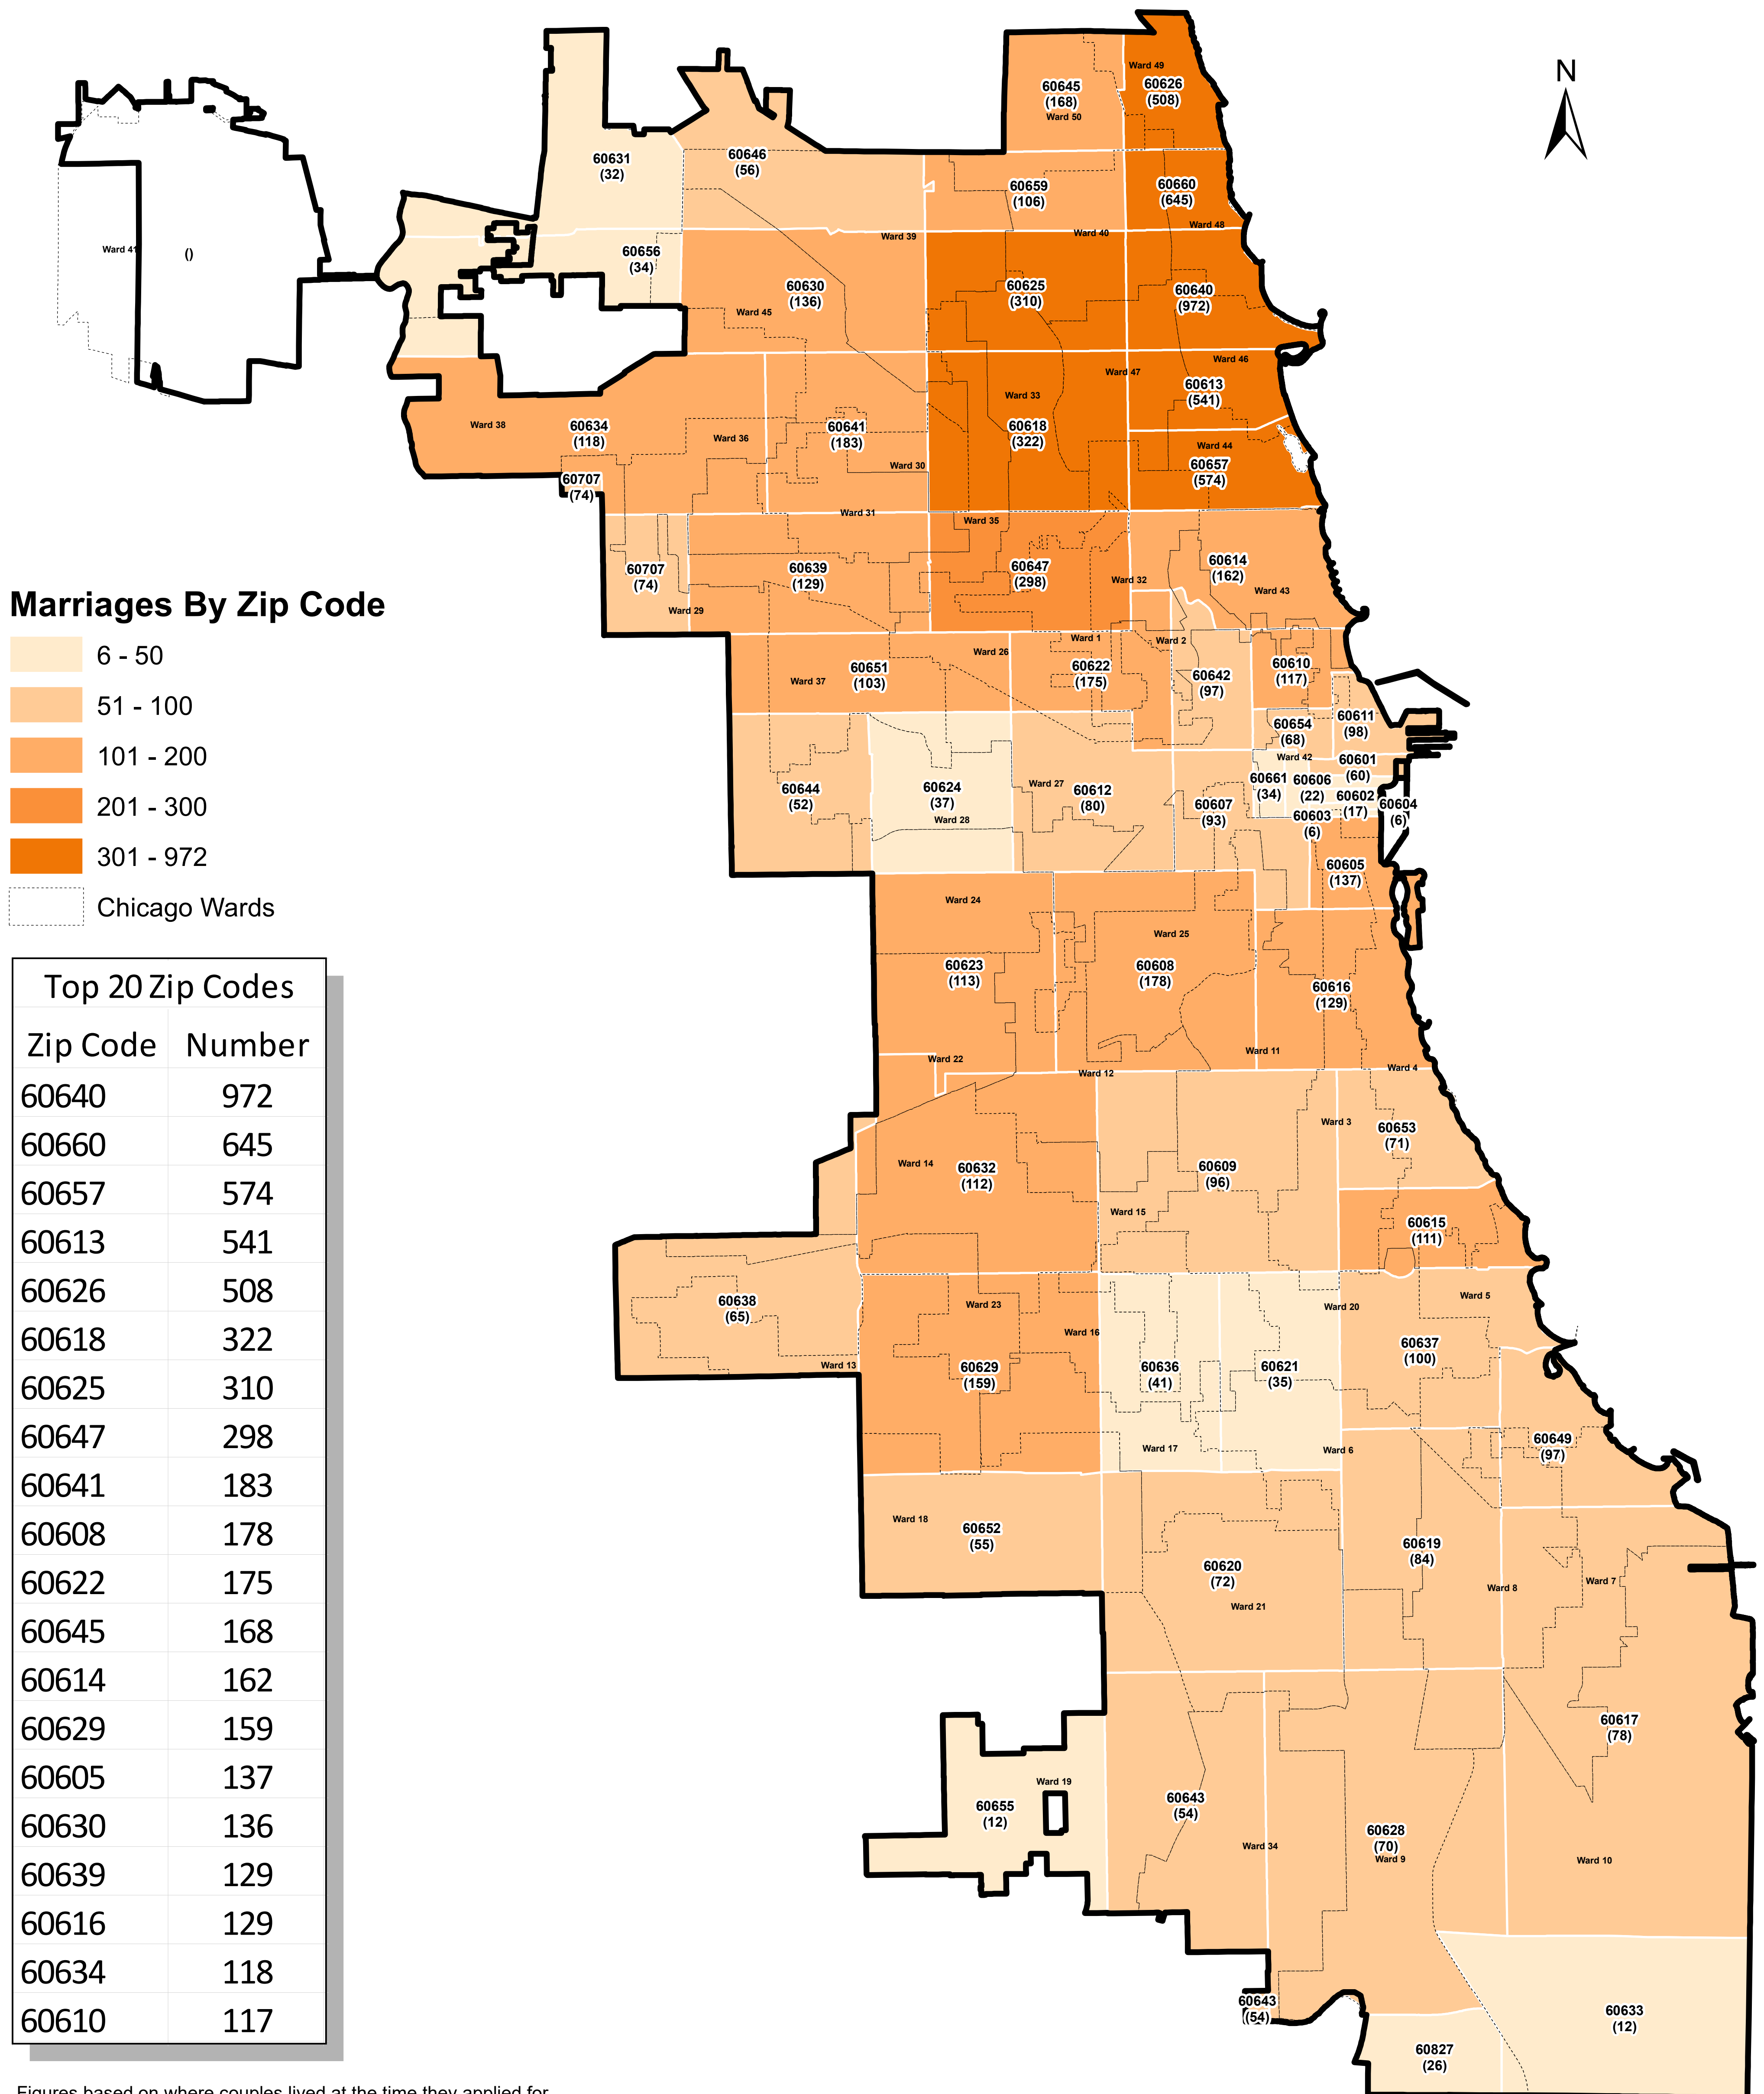 N
Ward 49
60626
(508)
60645
(168)
Ward 50
60631
(32)
60646
(56)
60659
(106)
60660
(645)
Ward 48
Ward 41
()
Ward 39
Ward 40
60656
(34)
60630
(136)
60625
(310)
60640
(972)
Ward 45
Ward 46
Ward 47
60613
(541)
Ward 33
Ward 38
60634
(118)
Ward 36
60641
(183)
60618
(322)
Ward 44
60657
(574)
Ward 30
60707
(74)
Ward 31
Ward 35
60707
(74)
60639
(129)
60647
(298)
Ward 32
60614
(162)
Ward 43
Ward 29
Ward 1
Ward 2
Ward 26
60651
(103)
Ward 37
60622
(175)
60642
(97)
60610
(117)
60654
(68)
60611
(98)
Ward 42
60601
(60)
60644
(52)
60624
(37)
Ward 28
Ward 27
60612
(80)
60607
(93)
60661
(34)
60606
(22)
60602
(17)
60604
(6)
60603
(6)
60605
(137)
Ward 24
Ward 25
60623
(113)
60608
(178)
60616
(129)
Ward 22
Ward 12
Ward 11
Ward 4
Ward 3
60653
(71)
Ward 14
60632
(112)
60609
(96)
Ward 15
60615
(111)
60638
(65)
Ward 13
Ward 23
Ward 16
60629
(159)
60636
(41)
60621
(35)
Ward 20
Ward 5
60637
(100)
Ward 17
Ward 6
60649
(97)
Ward 18
60652
(55)
60620
(72)
Ward 21
60619
(84)
Ward 8
Ward 7
60617
(78)
Ward 19
60655
(12)
60643
(54)
Ward 34
60628
(70)
Ward 9
Ward 10
60643
(54)
60633
(12)
60827
(26)
Marriages By Zip Code
6 - 50
51 - 100
101 - 200
201 - 300
301 - 972
Chicago Wards
Top 20 Zip Codes
Zip Code Number
60640 972
60660 645
60657 574
60613 541
60626 508
60618 322
60625 310
60647 298
60641 183
60608 178
60622 175
60645 168
60614 162
60629 159
60605 137
60630 136
60639 129
60616 129
60634 118
60610 117
Figures based on where couples lived at the time they applied for